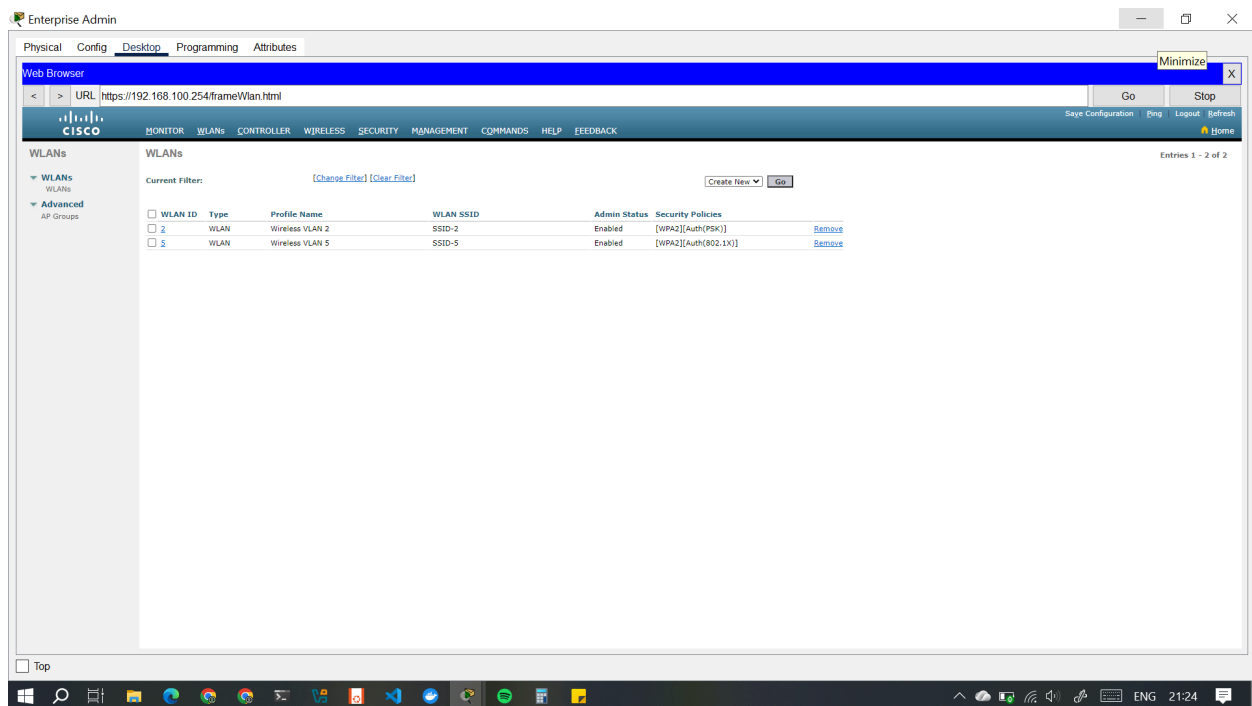 Enterprise Admin
Physical Config Desktop Programming Attributes
Minimize
Web Browser X
< > URL https://192.168.100.254/frameWlan.html Go Stop
Save Configuration Ping Logout Refresh
CISCO MONITOR WLANs CONTROLLER WIRELESS SECURITY MANAGEMENT COMMANDS HELP FEEDBACK Home
WLANs WLANs Entries 1 - 2 of 2
WLANs
WLANs
Advanced
AP Groups
Current Filter: [Change Filter] [Clear Filter] Create New Go
WLAN ID Type Profile Name WLAN SSID Admin Status Security Policies
2 WLAN Wireless VLAN 2 SSID-2 Enabled [WPA2][Auth(PSK)] Remove
5 WLAN Wireless VLAN 5 SSID-5 Enabled [WPA2][Auth(802.1X)] Remove
Top
ENG 21:24